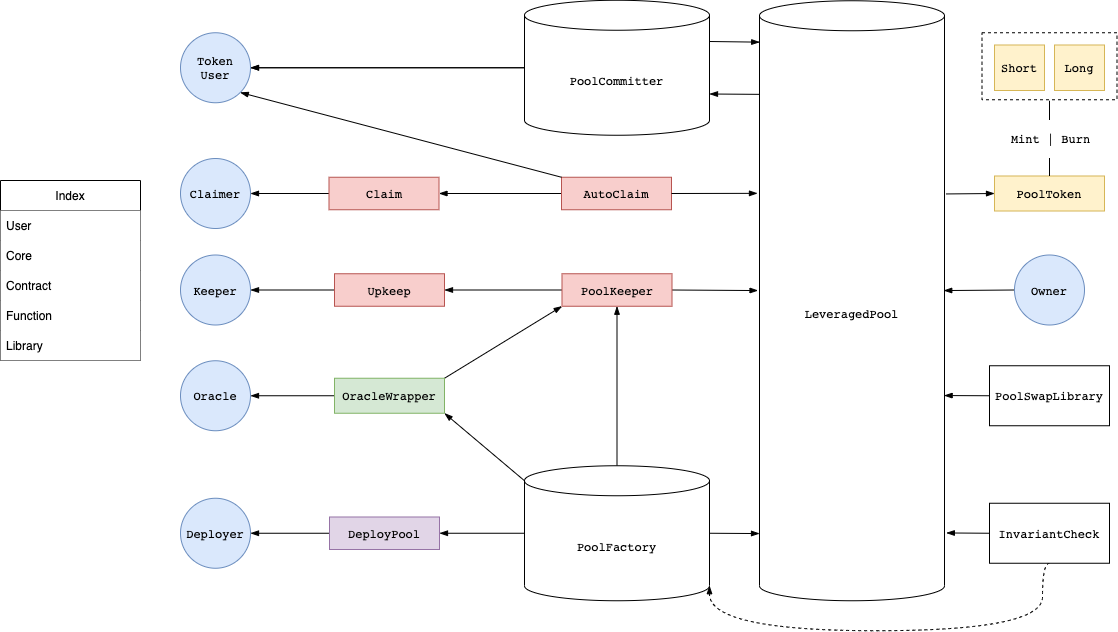 Token
User
PoolCommitter
Short
Long
Mint | Burn
Claimer
Claim
AutoClaim
PoolToken
Index
User
Core
Contract
Function
Library
Keeper
Upkeep
PoolKeeper
LeveragedPool
Owner
Oracle
OracleWrapper
PoolSwapLibrary
Deployer
DeployPool
PoolFactory
InvariantCheck